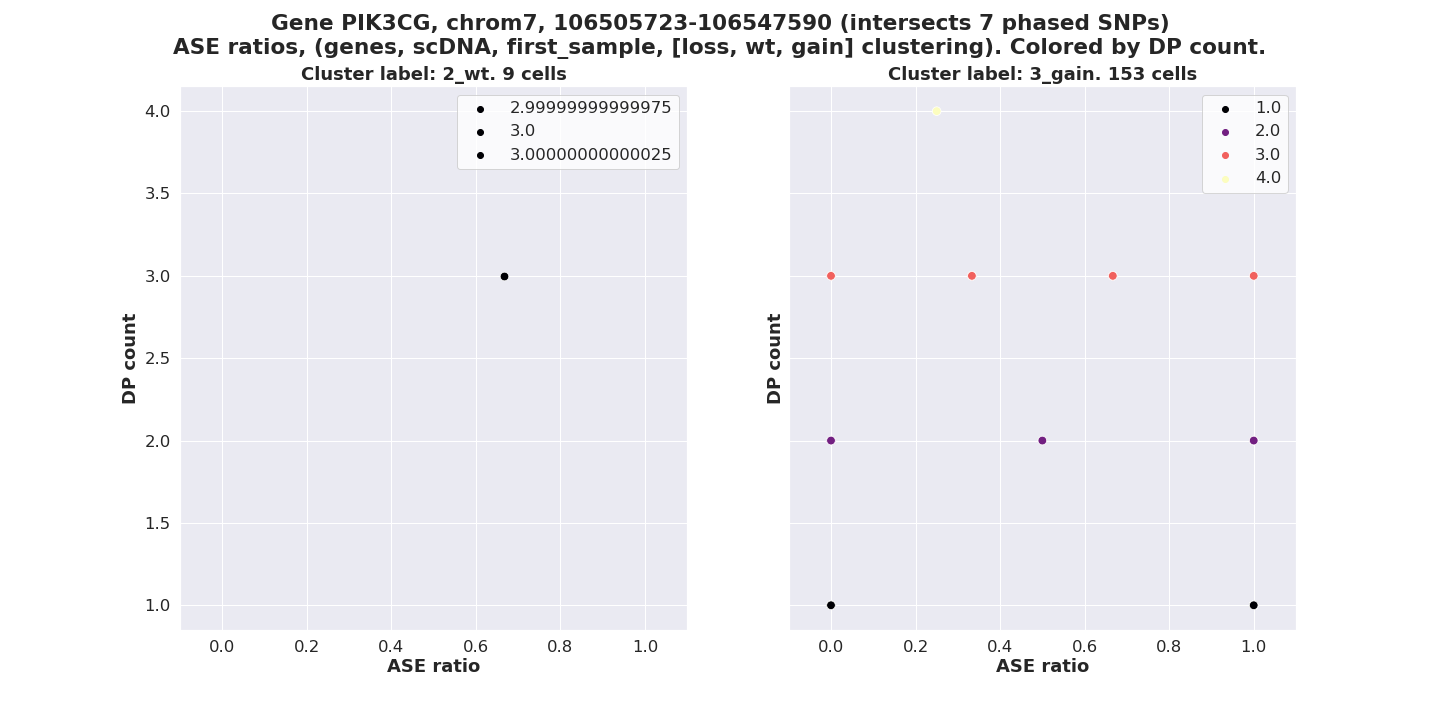 Gene PIK3CG, chrom7, 106505723-106547590 (intersects 7 phased SNPs)
ASE ratios, (genes, scDNA, first_sample, [loss, wt, gain] clustering). Colored by DP count.
Cluster label: 2_wt. 9 cells
2.99999999999975
3.0
3.00000000000025
4.0
3.5
3.0
2.5
2.0
1.5
1.0
DP count
0.0 0.2 0.4 0.6 0.8 1.0
ASE ratio
Cluster label: 3_gain. 153 cells
1.0
2.0
3.0
4.0
DP count
0.0 0.2 0.4 0.6 0.8 1.0
ASE ratio